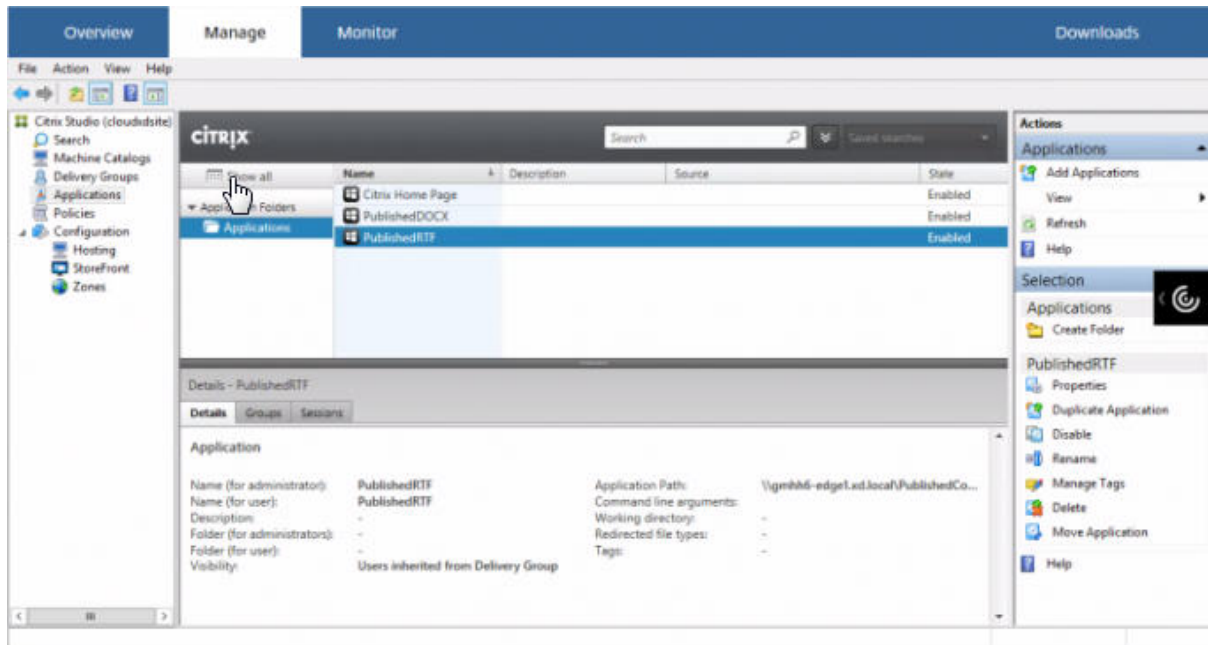 Overview Manage Monitor Downloads
File Action View Help
Citrix Studio (cloudxdsite)
Search
Machine Catalogs
Delivery Groups
Applications
Policies
Configuration
Hosting
StoreFront
Zones
CITRIX Search Saved searches
Show all
Application Folders
Applications
Name Description Source State
Citrix Home Page Enabled
PublishedDOCX Enabled
PublishedRTF Enabled
Details - PublishedRTF
Details Groups Sessions
Application
Name (for administrator): PublishedRTF
Name (for user): PublishedRTF
Description: -
Folder (for administrators): -
Folder (for user): -
Visibility: Users inherited from Delivery Group
Application Path: \\gmhh6-edge1.xd.local\PublishedCo...
Command line arguments:
Working directory: -
Redirected file types: -
Tags: -
Actions
Applications
Add Applications
View
Refresh
Help
Selection
Applications
Create Folder
PublishedRTF
Properties
Duplicate Application
Disable
Rename
Manage Tags
Delete
Move Application
Help